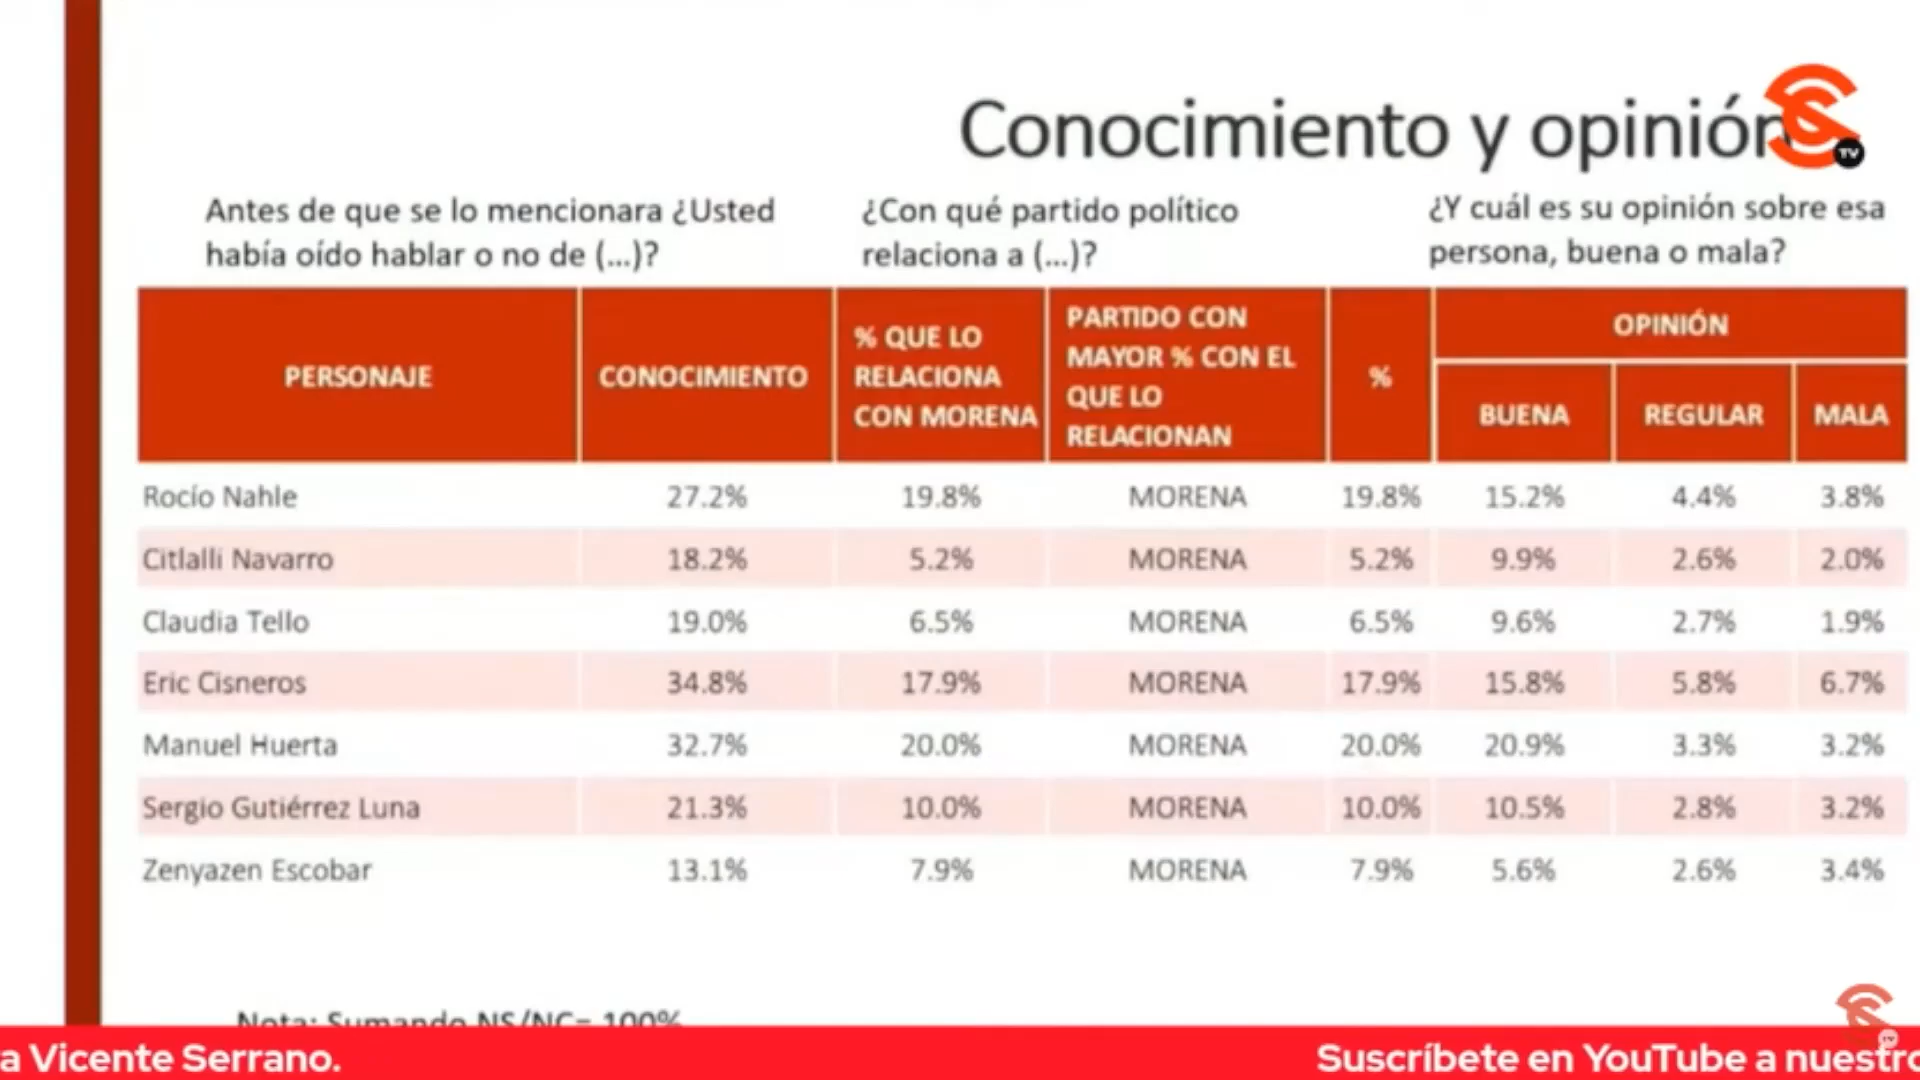 Conocimiento y opinión
TV
Antes de que se lo mencionara ¿Usted
había oído hablar o no de (...)?
¿Con qué partido político
relaciona a (...)?
¿Y cuál es su opinión sobre esa
persona, buena o mala?
PERSONAJE
CONOCIMIENTO
% QUE LO
RELACIONA
CON MORENA
PARTIDO CON
MAYOR % CON EL
QUE LO
RELACIONAN
%
OPINIÓN
BUENA REGULAR MALA
Rocío Nahle 27.2% 19.8% MORENA 19.8% 15.2% 4.4% 3.8%
Citlalli Navarro 18.2% 5.2% MORENA 5.2% 9.9% 2.6% 2.0%
Claudia Tello 19.0% 6.5% MORENA 6.5% 9.6% 2.7% 1.9%
Eric Cisneros 34.8% 17.9% MORENA 17.9% 15.8% 5.8% 6.7%
Manuel Huerta 32.7% 20.0% MORENA 20.0% 20.9% 3.3% 3.2%
Sergio Gutiérrez Luna 21.3% 10.0% MORENA 10.0% 10.5% 2.8% 3.2%
Zenyazen Escobar 13.1% 7.9% MORENA 7.9% 5.6% 2.6% 3.4%
Nota: Sumando NS/NC= 100%
a Vicente Serrano. Suscríbete en YouTube a nuestro